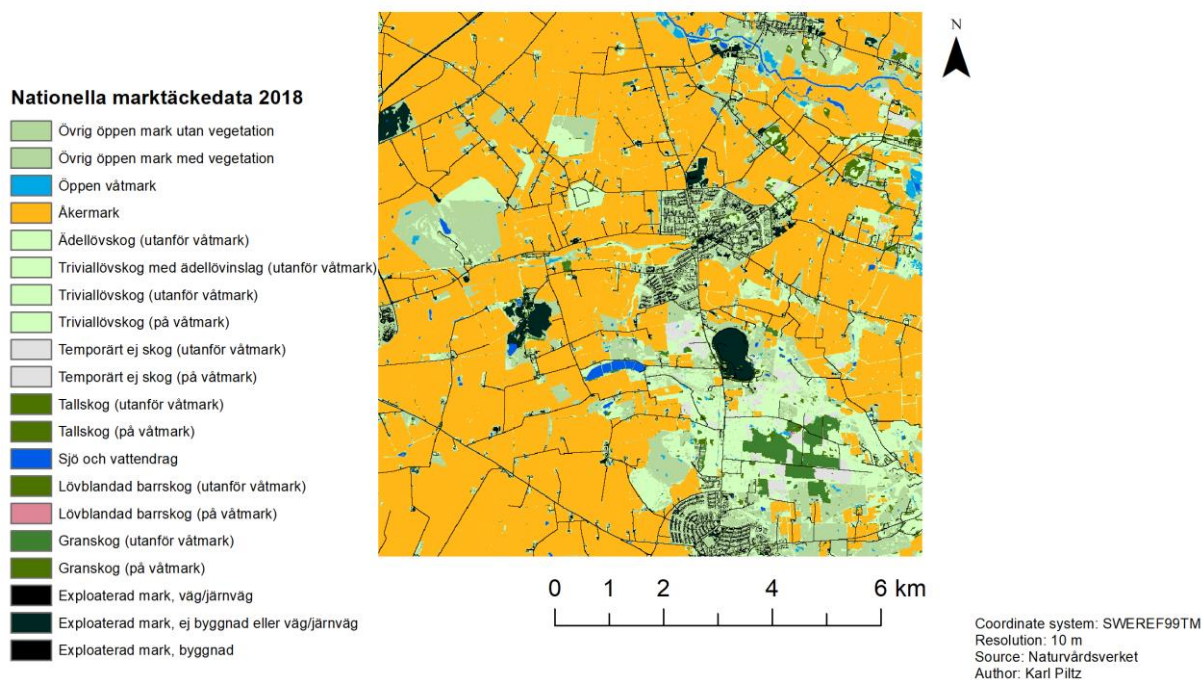 N
Nationella marktäckedata 2018
Övrig öppen mark utan vegetation
Övrig öppen mark med vegetation
Öppen våtmark
Åkermark
Ädellövskog (utanför våtmark)
Triviallövskog med ädellövinslag (utanför våtmark)
Triviallövskog (utanför våtmark)
Triviallövskog (på våtmark)
Temporärt ej skog (utanför våtmark)
Temporärt ej skog (på våtmark)
Tallskog (utanför våtmark)
Tallskog (på våtmark)
Sjö och vattendrag
Lövblandad barrskog (utanför våtmark)
Lövblandad barrskog (på våtmark)
Granskog (utanför våtmark)
Granskog (på våtmark)
Exploaterad mark, väg/järnväg
Exploaterad mark, ej byggnad eller väg/järnväg
Exploaterad mark, byggnad
0 1 2 4 6 km
Coordinate system: SWEREF99TM
Resolution: 10 m
Source: Naturvårdsverket
Author: Karl Piltz